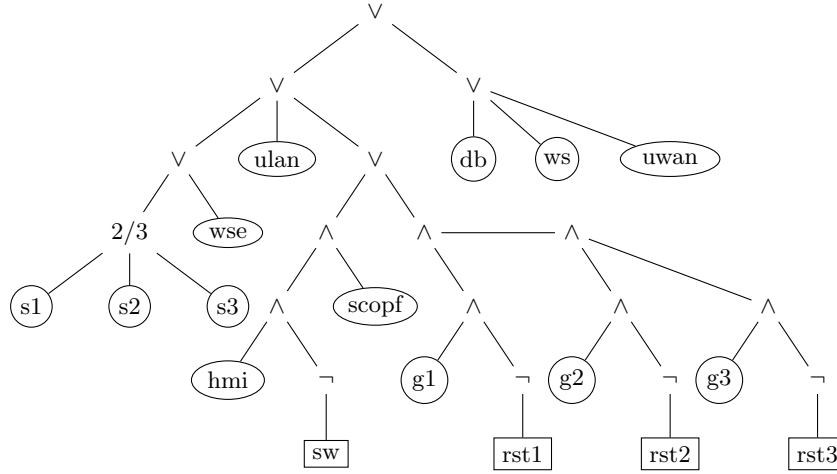 ∨
∨ ∨
∨ ulan ∨ db ws uwan
2/3 wse ∧ ∧ ∧
s1 s2 s3 ∧ scopf ∧ ∧ ∧
hmi ¬ g1 ¬ g2 ¬ g3 ¬
sw rst1 rst2 rst3